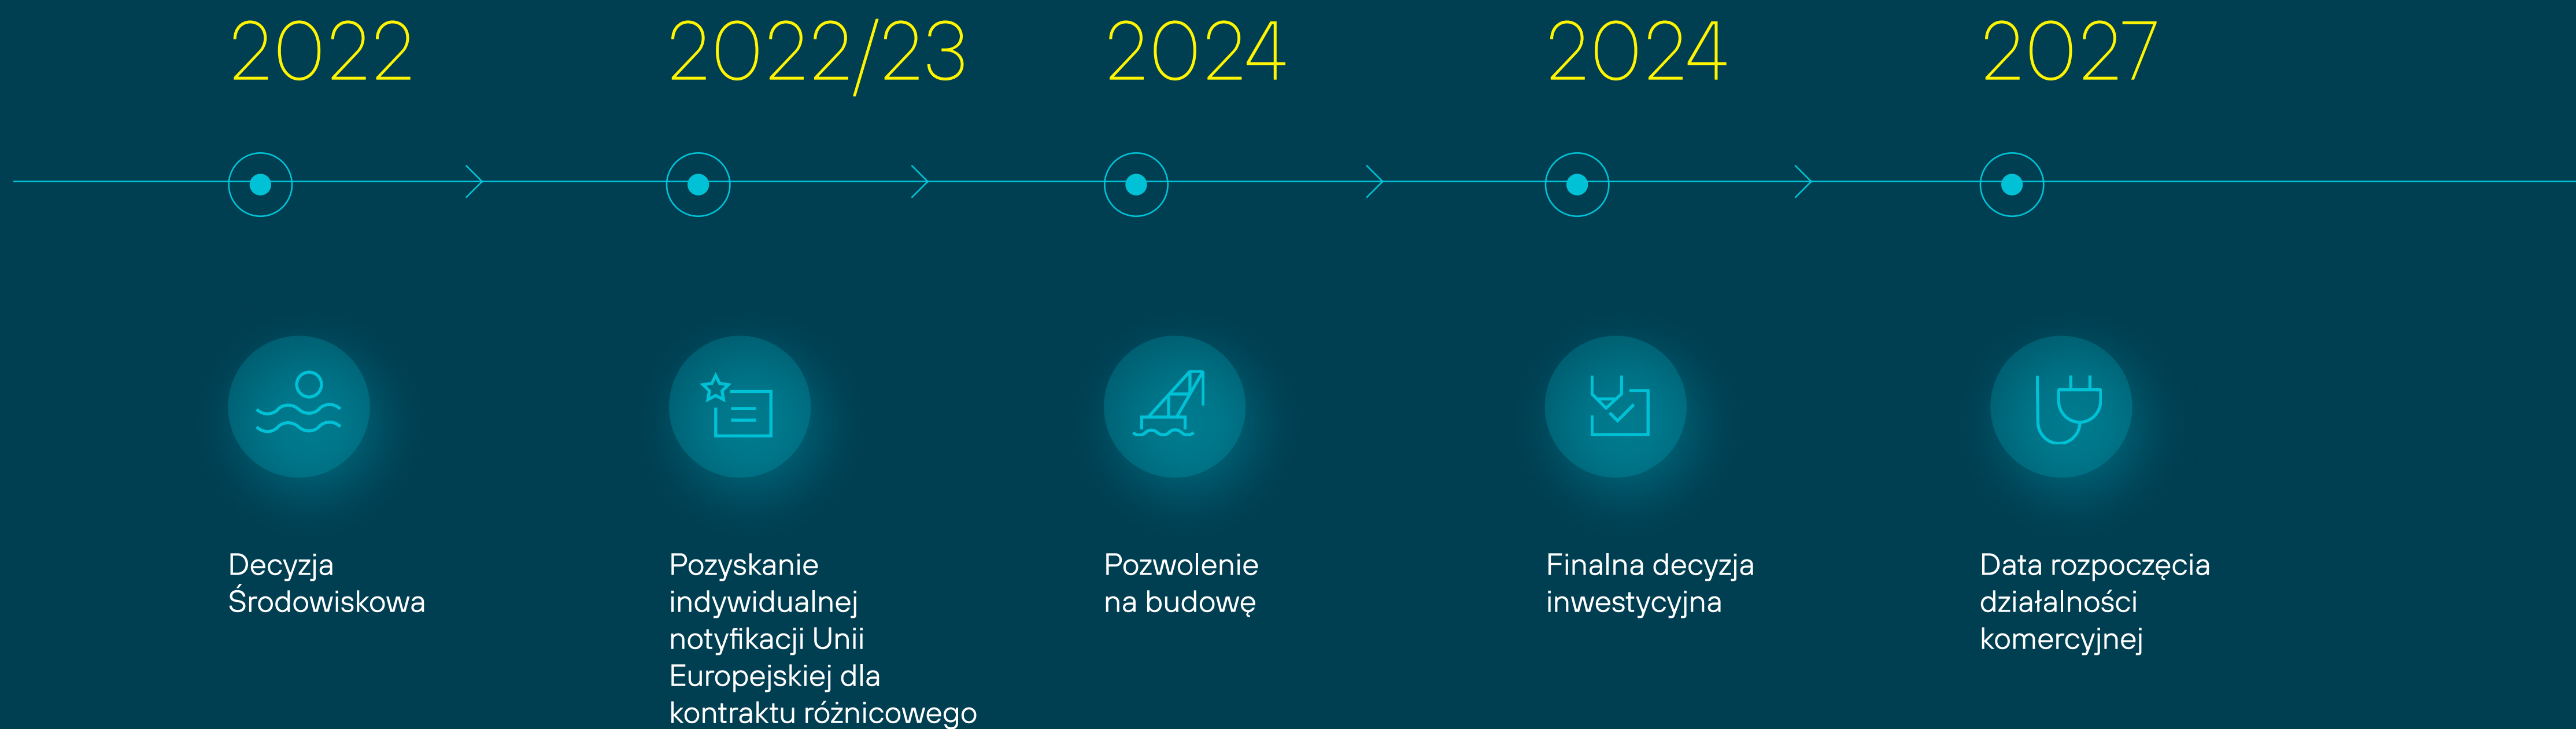 2022
2022/23
2024
2024
2027
Decyzja
Środowiskowa
Pozyskanie
indywidualnej
notyfikacji Unii
Europejskiej dla
kontraktu różnicowego
Pozwolenie
na budowę
Finalna decyzja
inwestycyjna
Data rozpoczęcia
działalności
komercyjnej